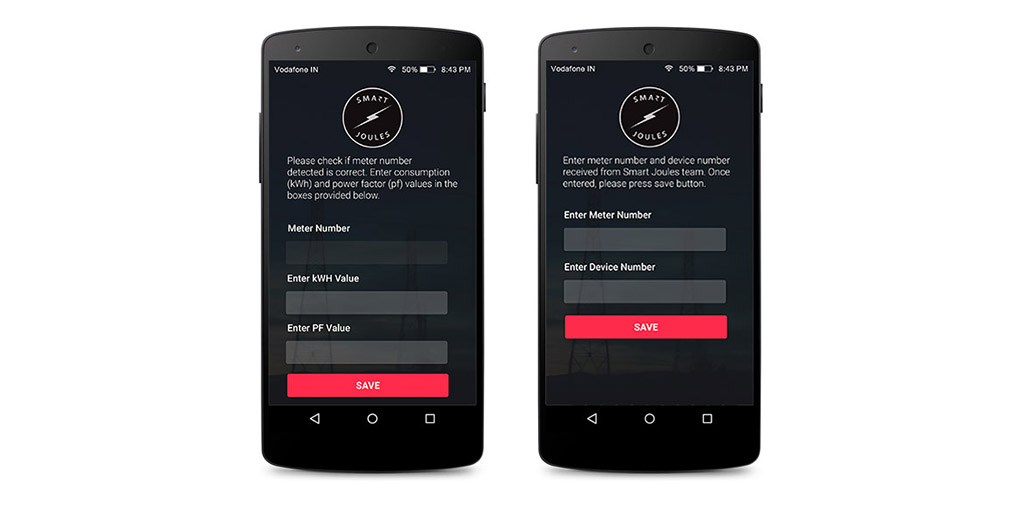 Vodafone IN 50% 8:43 PM
SMART
JOULES
Please check if meter number
detected is correct. Enter consumption
(kWh) and power factor (pf) values in the
boxes provided below.
Meter Number
Enter kWH Value
Enter PF Value
SAVE
Vodafone IN 50% 8:43 PM
SMART
JOULES
Enter meter number and device number
received from Smart Joules team. Once
entered, please press save button.
Enter Meter Number
Enter Device Number
SAVE